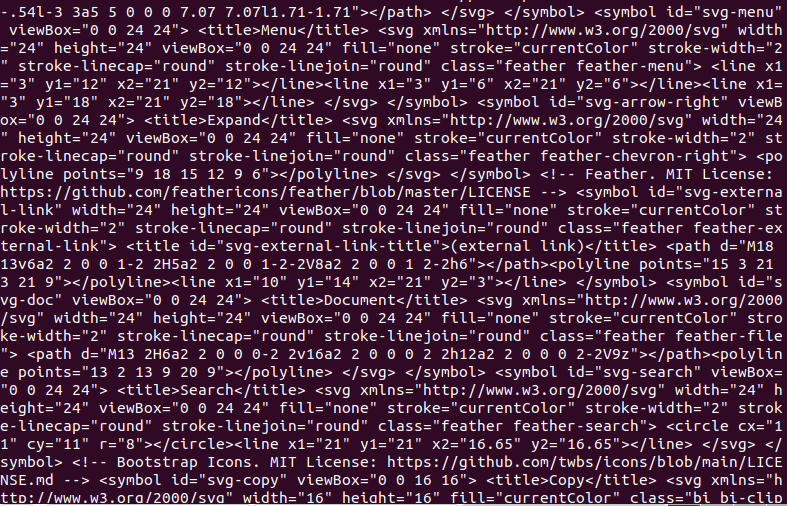 -.54l-3 3a5 5 0 0 0 7.07 7.07l1.71-1.71"></path> </svg> </symbol> <symbol id="svg-menu"
 viewBox="0 0 24 24"> <title>Menu</title> <svg xmlns="http://www.w3.org/2000/svg" width
="24" height="24" viewBox="0 0 24 24" fill="none" stroke="currentColor" stroke-width="2
" stroke-linecap="round" stroke-linejoin="round" class="feather feather-menu"> <line x1
="3" y1="12" x2="21" y2="12"></line><line x1="3" y1="6" x2="21" y2="6"></line><line x1=
"3" y1="18" x2="21" y2="18"></line> </svg> </symbol> <symbol id="svg-arrow-right" viewB
ox="0 0 24 24"> <title>Expand</title> <svg xmlns="http://www.w3.org/2000/svg" width="24
" height="24" viewBox="0 0 24 24" fill="none" stroke="currentColor" stroke-width="2" st
roke-linecap="round" stroke-linejoin="round" class="feather feather-chevron-right"> <po
lyline points="9 18 15 12 9 6"></polyline> </svg> </symbol> <!-- Feather. MIT License: 
https://github.com/feathericons/feather/blob/master/LICENSE --> <symbol id="svg-externa
l-link" width="24" height="24" viewBox="0 0 24 24" fill="none" stroke="currentColor" st
roke-width="2" stroke-linecap="round" stroke-linejoin="round" class="feather feather-ex
ternal-link"> <title id="svg-external-link-title">(external link)</title> <path d="M18 
13v6a2 2 0 0 1-2 2H5a2 2 0 0 1-2-2V8a2 2 0 0 1 2-2h6"></path><polyline points="15 3 21 
3 21 9"></polyline><line x1="10" y1="14" x2="21" y2="3"></line> </symbol> <symbol id="s
vg-doc" viewBox="0 0 24 24"> <title>Document</title> <svg xmlns="http://www.w3.org/2000
/svg" width="24" height="24" viewBox="0 0 24 24" fill="none" stroke="currentColor" stro
ke-width="2" stroke-linecap="round" stroke-linejoin="round" class="feather feather-file
"> <path d="M13 2H6a2 2 0 0 0-2 2v16a2 2 0 0 0 2 2h12a2 2 0 0 0 2-2V9z"></path><polylin
e points="13 2 13 9 20 9"></polyline> </svg> </symbol> <symbol id="svg-search" viewBox=
"0 0 24 24"> <title>Search</title> <svg xmlns="http://www.w3.org/2000/svg" width="24" h
eight="24" viewBox="0 0 24 24" fill="none" stroke="currentColor" stroke-width="2" strok
e-linecap="round" stroke-linejoin="round" class="feather feather-search"> <circle cx="1
1" cy="11" r="8"></circle><line x1="21" y1="21" x2="16.65" y2="16.65"></line> </svg> </
symbol> <!-- Bootstrap Icons. MIT License: https://github.com/twbs/icons/blob/main/LICE
NSE.md --> <symbol id="svg-copy" viewBox="0 0 16 16"> <title>Copy</title> <svg xmlns="h
ttp://www.w3.org/2000/svg" width="16" height="16" fill="currentColor" class="bi bi-clip